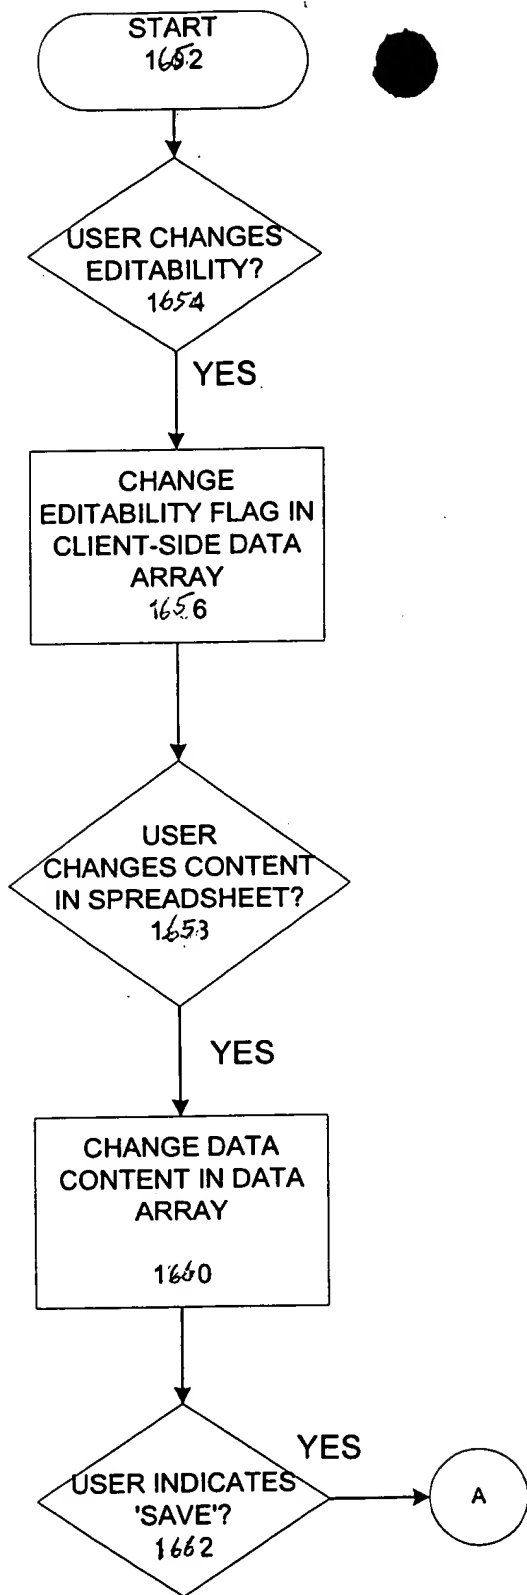 START
1652
USER CHANGES
EDITABILITY?
1654
YES
CHANGE
EDITABILITY FLAG IN
CLIENT-SIDE DATA
ARRAY
1656
USER
CHANGES CONTENT
IN SPREADSHEET?
1653
YES
CHANGE DATA
CONTENT IN DATA
ARRAY
1660
YES
USER INDICATES
'SAVE'?
1662
A